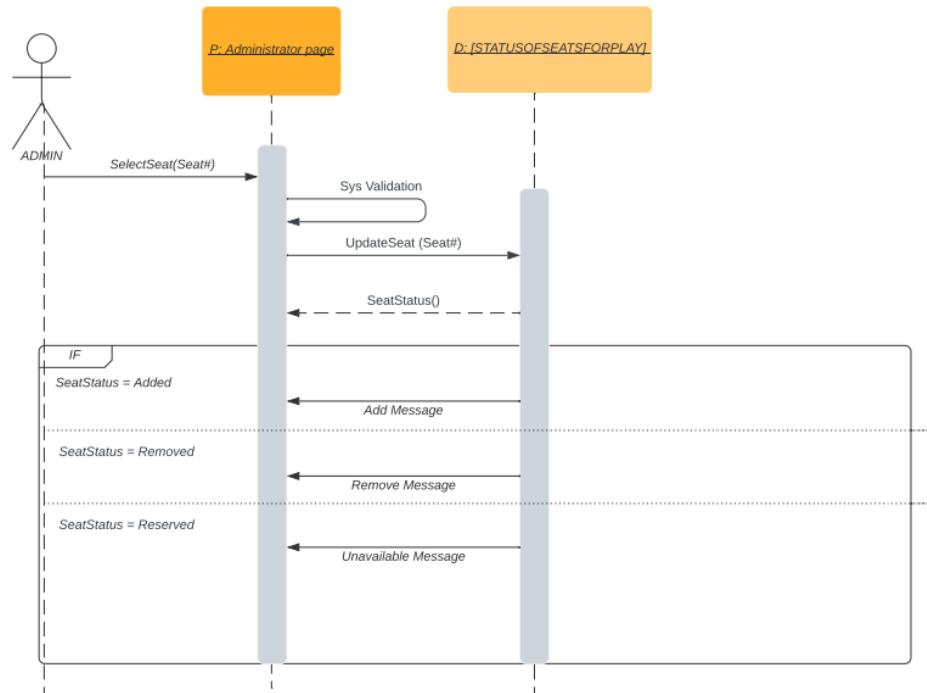 P: Administrator page
D: [STATUSOFSEATSFORPLAY]
ADMIN
SelectSeat(Seat#)
Sys Validation
UpdateSeat (Seat#)
SeatStatus()
IF
SeatStatus = Added
Add Message
SeatStatus = Removed
Remove Message
SeatStatus = Reserved
Unavailable Message